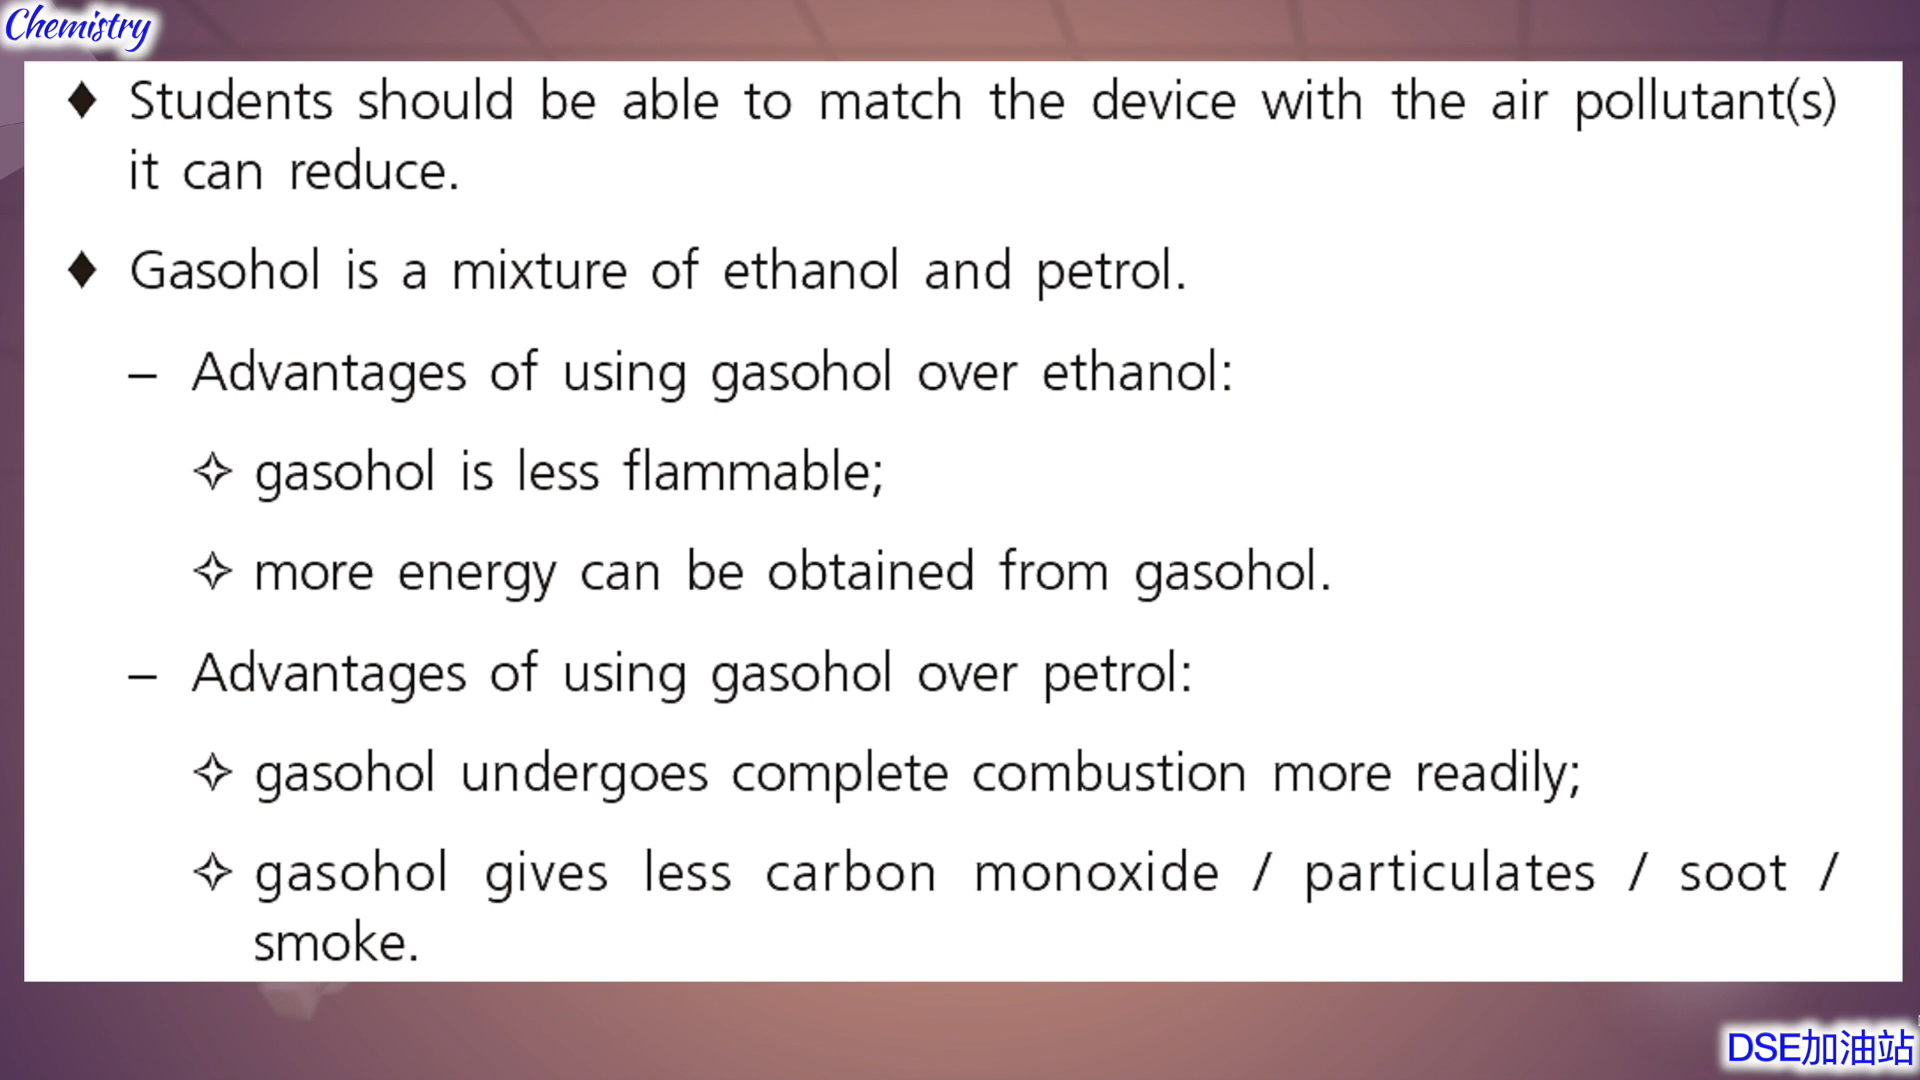 Chemistry
♦ Students should be able to match the device with the air pollutant(s)
it can reduce.
♦ Gasohol is a mixture of ethanol and petrol.
– Advantages of using gasohol over ethanol:
✧ gasohol is less flammable;
✧ more energy can be obtained from gasohol.
– Advantages of using gasohol over petrol:
✧ gasohol undergoes complete combustion more readily;
✧ gasohol gives less carbon monoxide / particulates / soot /
smoke.
DSE加油站